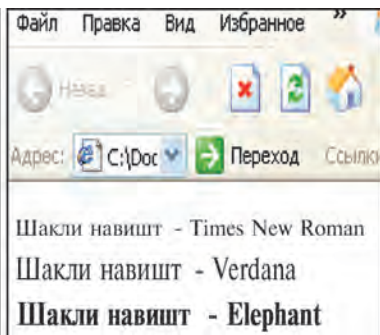 Файл Правка Вид Избранное »
Назад
Адрес: C:\Doc Переход Ссылки
Шакли навишт - Times New Roman
Шакли навишт - Verdana
Шакли навишт - Elephant